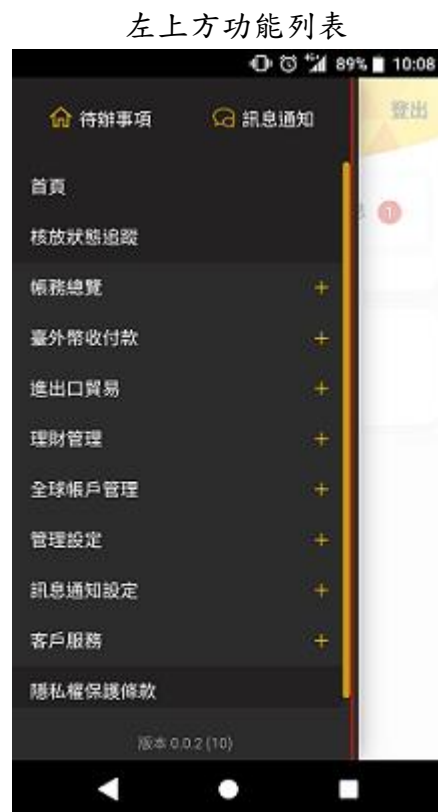 左上方功能列表
89% 10:08
待辦事項 訊息通知 登出
首頁
1
核放狀態追蹤
帳務總覽 +
臺外幣收付款 +
進出口貿易 +
理財管理 +
全球帳戶管理 +
管理設定 +
訊息通知設定 +
客戶服務 +
隱私權保護條款
版本 0.0.2 (10)